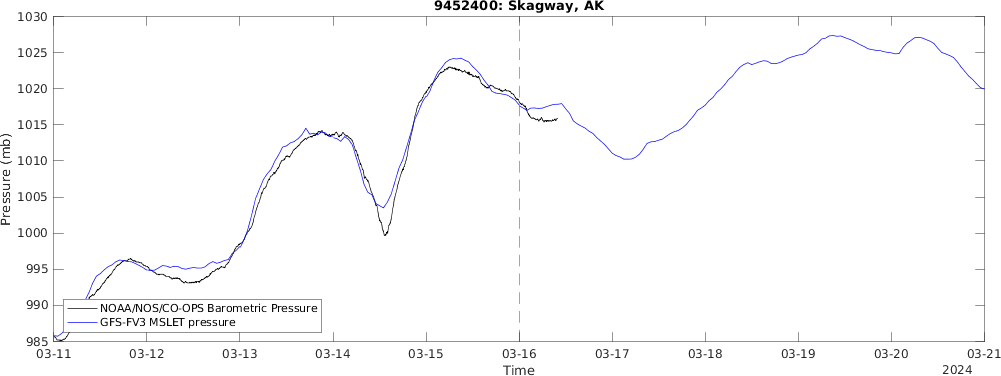 9452400: Skagway, AK
Pressure (mb)
1030
1025
1020
1015
1010
1005
1000
995
990
985
NOAA/NOS/CO-OPS Barometric Pressure
GFS-FV3 MSLET pressure
03-11 03-12 03-13 03-14 03-15 03-16 03-17 03-18 03-19 03-20 03-21
Time
2024